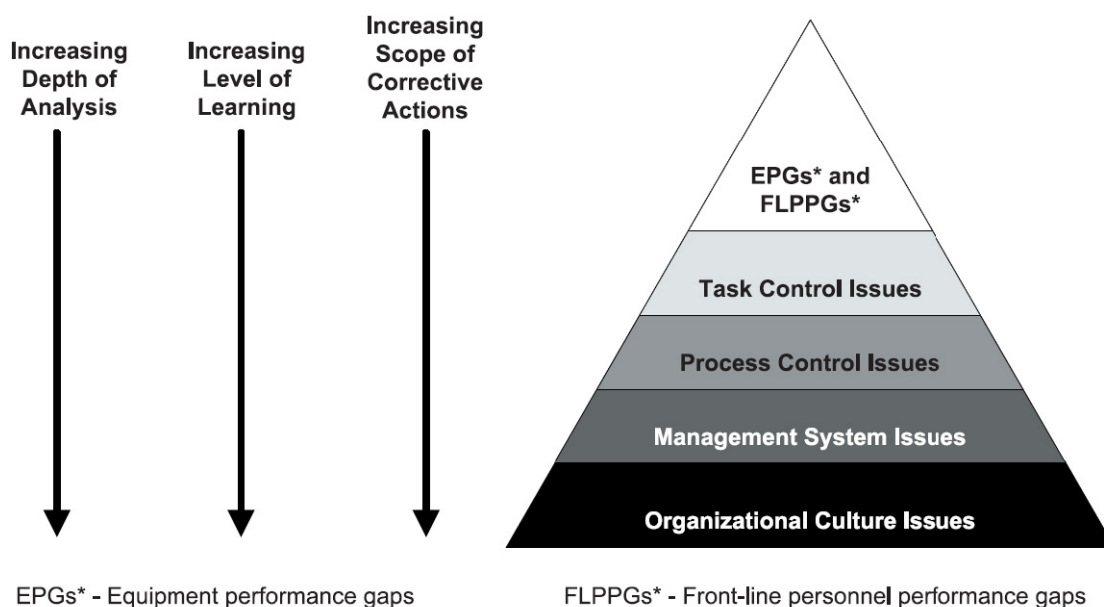 Increasing
Depth of
Analysis
Increasing
Level of
Learning
Increasing
Scope of
Corrective
Actions
EPGs* and
FLPPGs*
Task Control Issues
Process Control Issues
Management System Issues
Organizational Culture Issues
EPGs* - Equipment performance gaps
FLPPGs* - Front-line personnel performance gaps